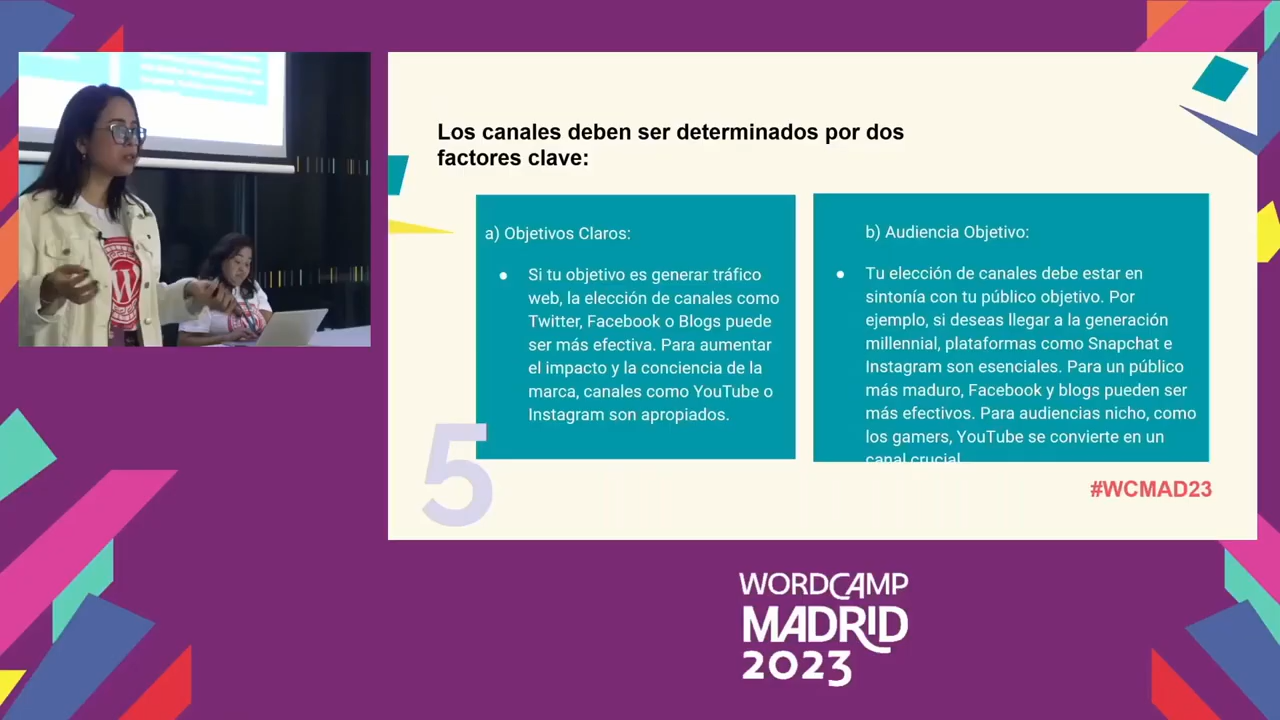 Los canales deben ser determinados por dos
factores clave:
a) Objetivos Claros:
● Si tu objetivo es generar tráfico
web, la elección de canales como
Twitter, Facebook o Blogs puede
ser más efectiva. Para aumentar
el impacto y la conciencia de la
marca, canales como YouTube o
Instagram son apropiados.
b) Audiencia Objetivo:
● Tu elección de canales debe estar en
sintonía con tu público objetivo. Por
ejemplo, si deseas llegar a la generación
millennial, plataformas como Snapchat e
Instagram son esenciales. Para un público
más maduro, Facebook y blogs pueden ser
más efectivos. Para audiencias nicho, como
los gamers, YouTube se convierte en un
canal crucial
5
#WCMAD23
WORDCAMP
MADRID
2023